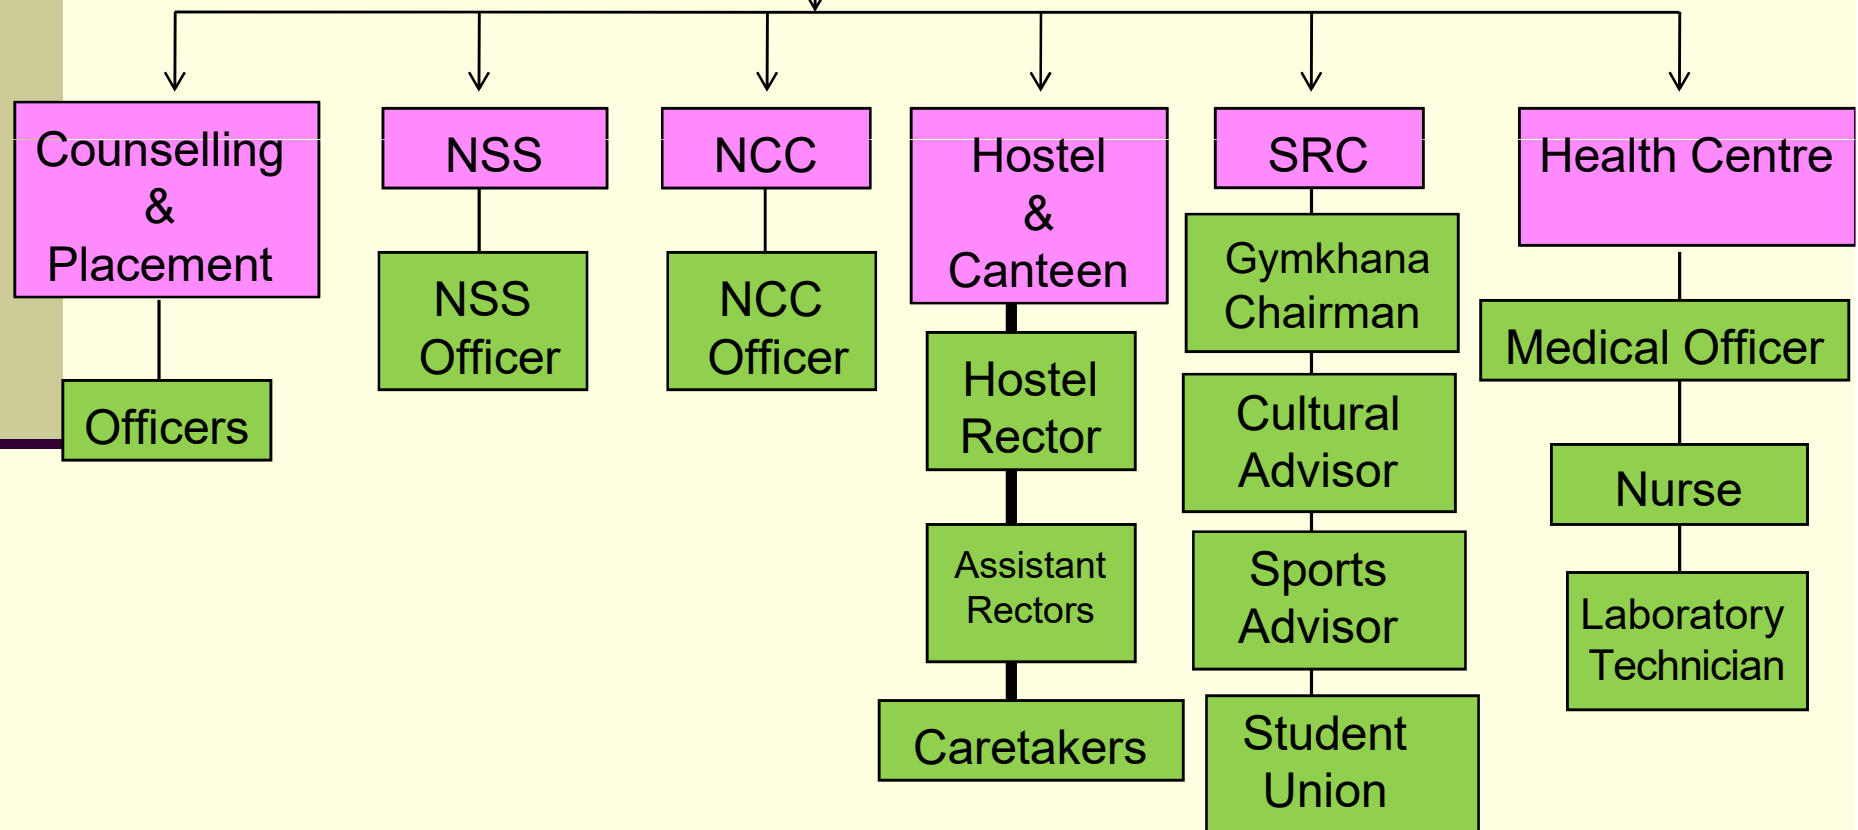 Counselling
&
Placement
Officers
NSS
NSS
Officer
NCC
NCC
Officer
Hostel
&
Canteen
Hostel
Rector
Assistant
Rectors
Caretakers
SRC
Gymkhana
Chairman
Cultural
Advisor
Sports
Advisor
Student
Union
Health Centre
Medical Officer
Nurse
Laboratory
Technician